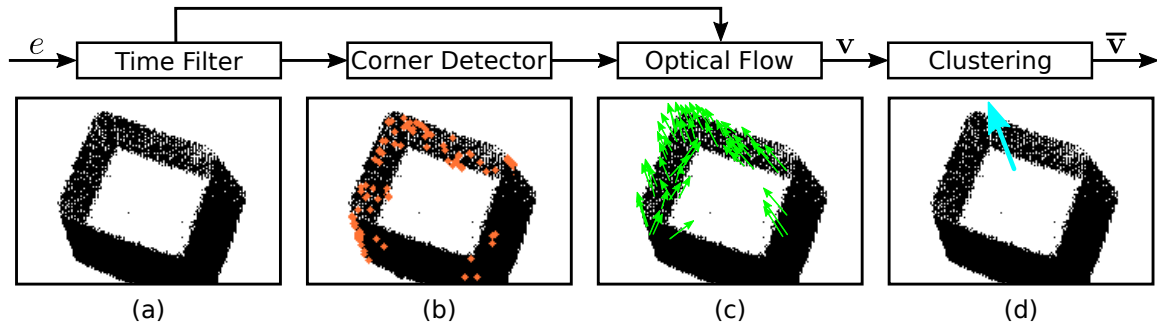 e Time Filter Corner Detector Optical Flow v Clustering v̅
(a) (b) (c) (d)